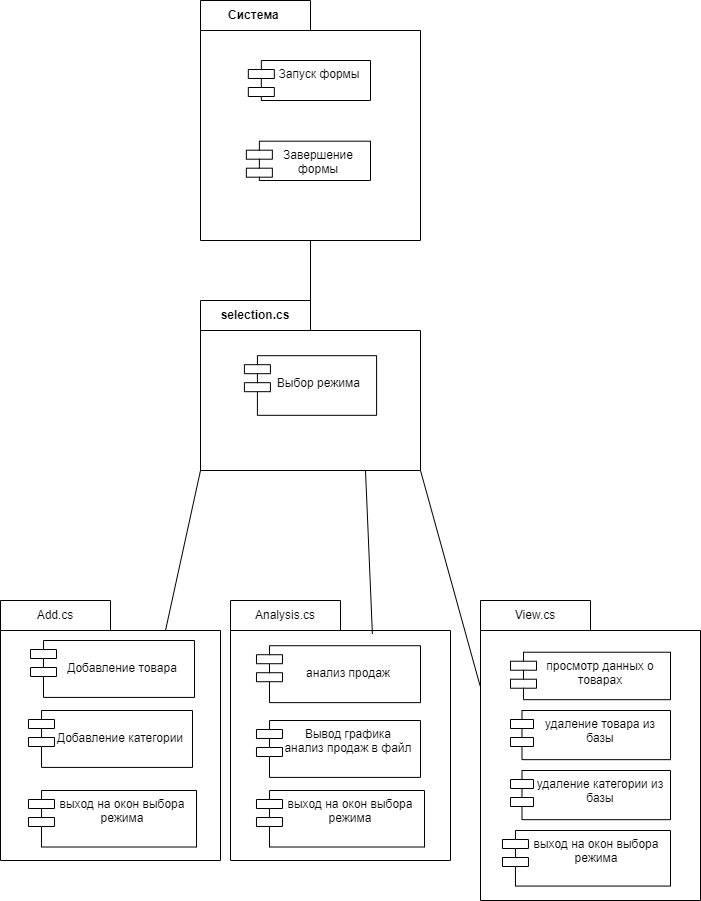 Система
Запуск формы
Завершение
формы
selection.cs
Выбор режима
Add.cs
Добавление товара
Добавление категории
выход на окон выбора
режима
Analysis.cs
анализ продаж
Вывод графика
анализ продаж в файл
выход на окон выбора
режима
View.cs
просмотр данных о
товарах
удаление товара из
базы
удаление категории из
базы
выход на окон выбора
режима